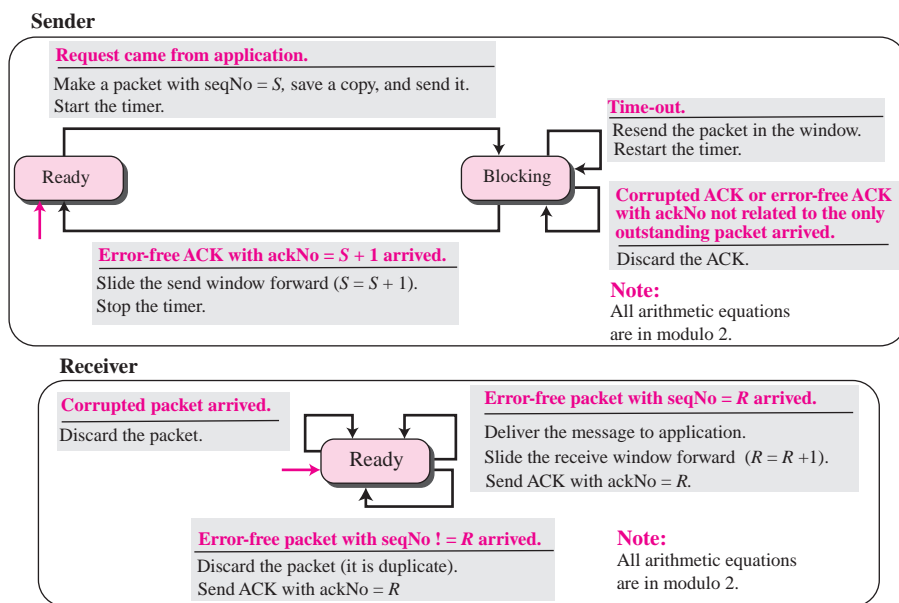 Sender
Request came from application.
Make a packet with seqNo = S, save a copy, and send it.
Start the timer.
Time-out.
Resend the packet in the window.
Restart the timer.
Ready
Blocking
Corrupted ACK or error-free ACK
with ackNo not related to the only
outstanding packet arrived.
Discard the ACK.
Error-free ACK with ackNo = S + 1 arrived.
Slide the send window forward (S = S + 1).
Stop the timer.
Note:
All arithmetic equations
are in modulo 2.
Receiver
Corrupted packet arrived.
Discard the packet.
Error-free packet with seqNo = R arrived.
Deliver the message to application.
Slide the receive window forward (R = R +1).
Send ACK with ackNo = R.
Ready
Error-free packet with seqNo ! = R arrived.
Discard the packet (it is duplicate).
Send ACK with ackNo = R
Note:
All arithmetic equations
are in modulo 2.